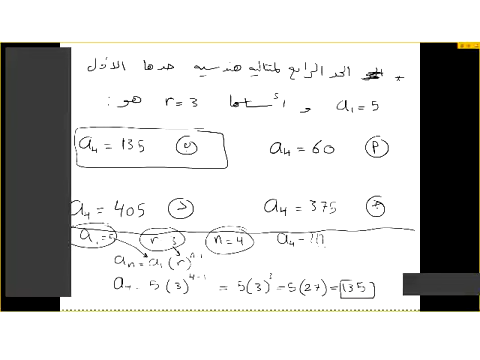 * الحد الرابع لمتتالية هندسية حدها الأول
a₁ = 5 و أساسها r = 3 هو :
a₄ = 60 (P
a₄ = 135 (ں
a₄ = 375 (ج
a₄ = 405 (د
a₁ = 5 r 3 n = 4 a₄ = ???
aₙ = a₁(r)ⁿ⁻¹
a₄ = 5(3)⁴⁻¹ = 5(3)³ = 5(27) = 135